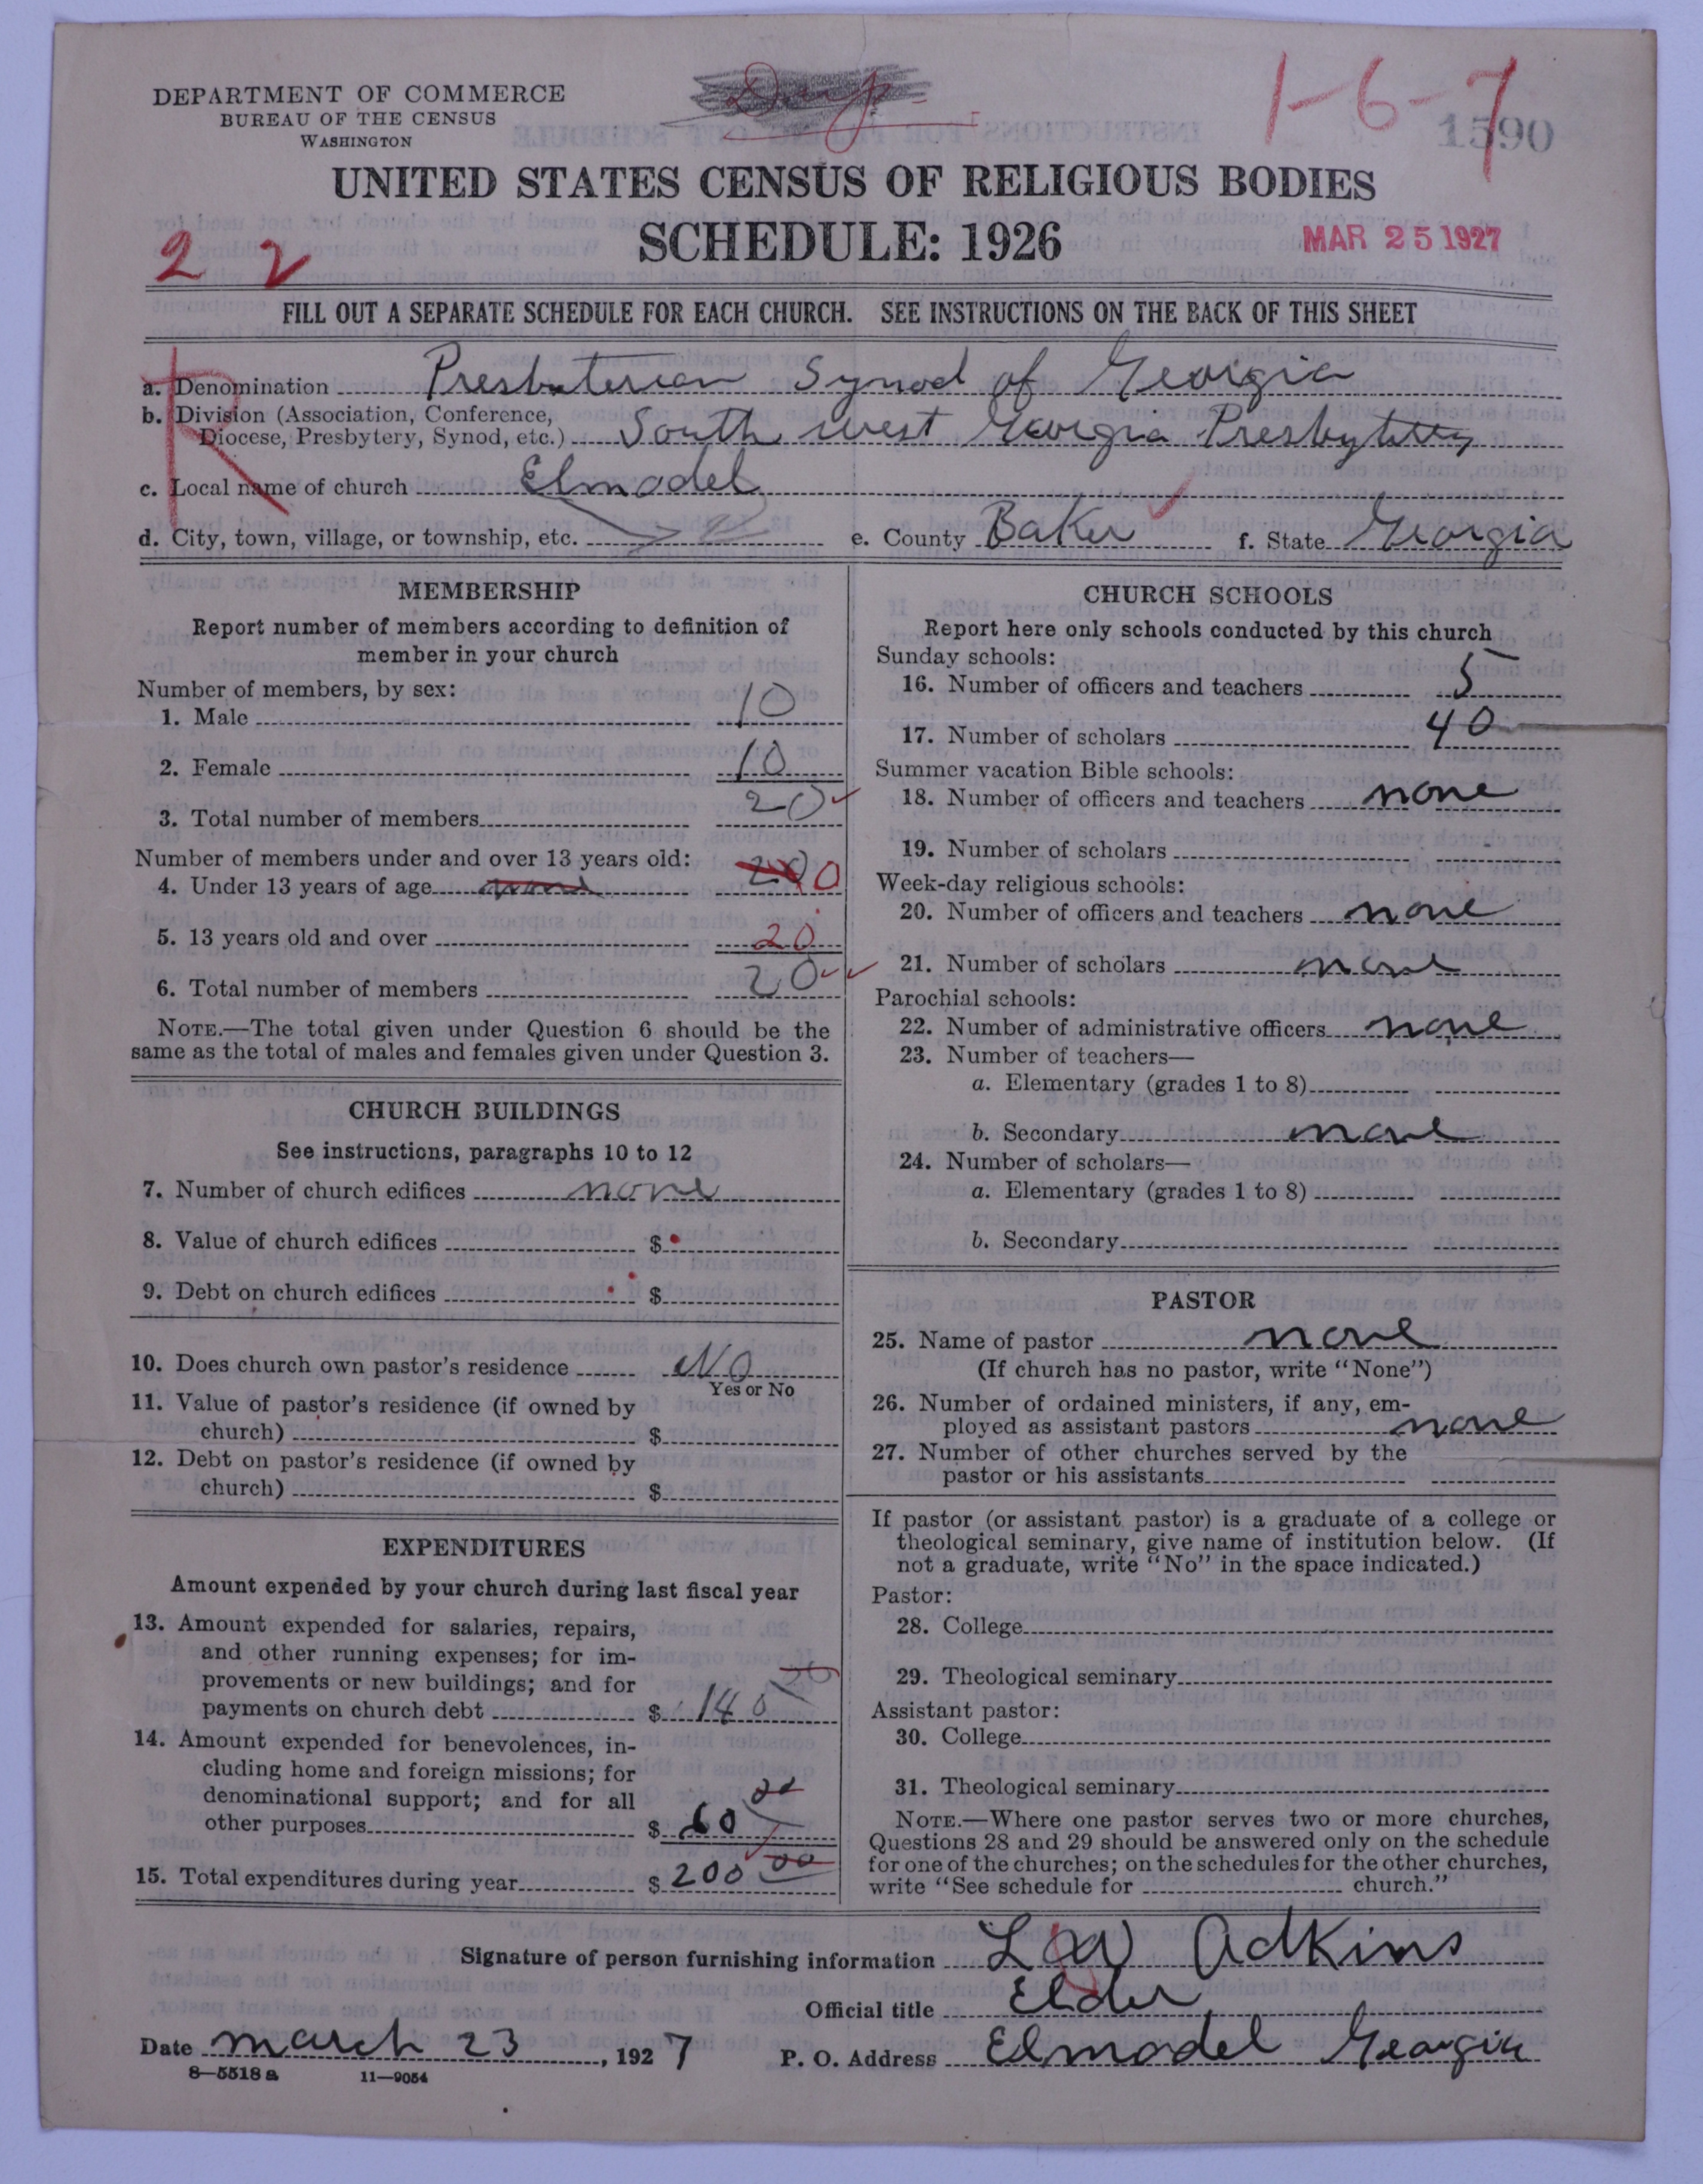 DEPARTMENT OF COMMERCE
BUREAU OF THE CENSUS
WASHINGTON
Dup.
1-6-7
1590
UNITED STATES CENSUS OF RELIGIOUS BODIES
SCHEDULE: 1926
MAR 25 1927
2 2
FILL OUT A SEPARATE SCHEDULE FOR EACH CHURCH. SEE INSTRUCTIONS ON THE BACK OF THIS SHEET
R
a. Denomination Presbuterian Synod of Georgia
b. Division (Association, Conference,
Diocese, Presbytery, Synod, etc.) South west Georgia Presbytery
c. Local name of church Elmodel
d. City, town, village, or township, etc. e. County Baker f. State Georgia
MEMBERSHIP
Report number of members according to definition of
member in your church
Number of members, by sex:
1. Male 10
2. Female 10
3. Total number of members 20
Number of members under and over 13 years old:
4. Under 13 years of age none 20 0
5. 13 years old and over 20
6. Total number of members 20
NOTE.—The total given under Question 6 should be the
same as the total of males and females given under Question 3.
CHURCH BUILDINGS
See instructions, paragraphs 10 to 12
7. Number of church edifices none
8. Value of church edifices $
9. Debt on church edifices $
10. Does church own pastor's residence No
Yes or No
11. Value of pastor's residence (if owned by
church) $
12. Debt on pastor's residence (if owned by
church) $
EXPENDITURES
Amount expended by your church during last fiscal year
13. Amount expended for salaries, repairs,
and other running expenses; for im-
provements or new buildings; and for
payments on church debt $ 140
14. Amount expended for benevolences, in-
cluding home and foreign missions; for
denominational support; and for all
other purposes $ 60 00
15. Total expenditures during year $ 200 00
CHURCH SCHOOLS
Report here only schools conducted by this church
Sunday schools:
16. Number of officers and teachers 5
17. Number of scholars 40
Summer vacation Bible schools:
18. Number of officers and teachers none
19. Number of scholars
Week-day religious schools:
20. Number of officers and teachers none
21. Number of scholars none
Parochial schools:
22. Number of administrative officers none
23. Number of teachers—
a. Elementary (grades 1 to 8)
b. Secondary none
24. Number of scholars—
a. Elementary (grades 1 to 8)
b. Secondary
PASTOR
25. Name of pastor none
(If church has no pastor, write "None")
26. Number of ordained ministers, if any, em-
ployed as assistant pastors none
27. Number of other churches served by the
pastor or his assistants
If pastor (or assistant pastor) is a graduate of a college or
theological seminary, give name of institution below. (If
not a graduate, write "No" in the space indicated.)
Pastor:
28. College
29. Theological seminary
Assistant pastor:
30. College
31. Theological seminary
NOTE.—Where one pastor serves two or more churches,
Questions 28 and 29 should be answered only on the schedule
for one of the churches; on the schedules for the other churches,
write "See schedule for church."
Signature of person furnishing information L W Adkins
Official title Elder
Date march 23, 1927 P. O. Address Elmodel Georgia
8—5518 a 11—9054